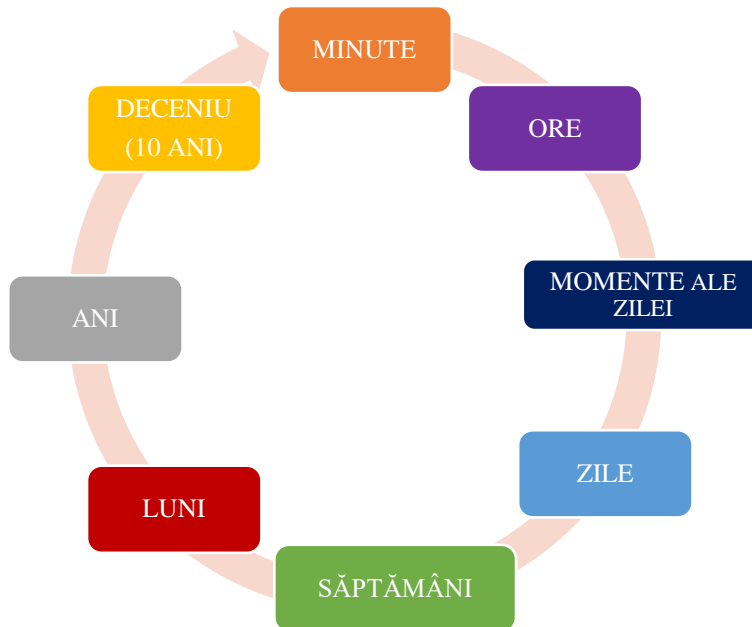 MINUTE
ORE
MOMENTE ALE
ZILEI
ZILE
SĂPTĂMÂNI
LUNI
ANI
DECENIU
(10 ANI)